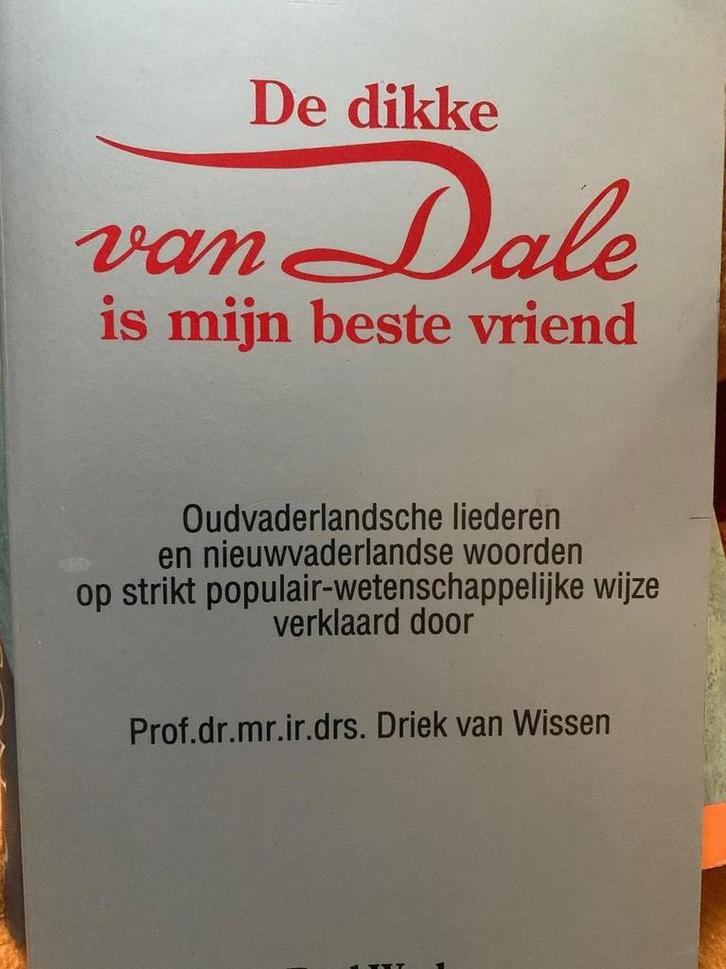 De dikke
van Dale
is mijn beste vriend
Oudvaderlandsche liederen
en nieuwvaderlandse woorden
op strikt populair-wetenschappelijke wijze
verklaard door
Prof.dr.mr.ir.drs. Driek van Wissen